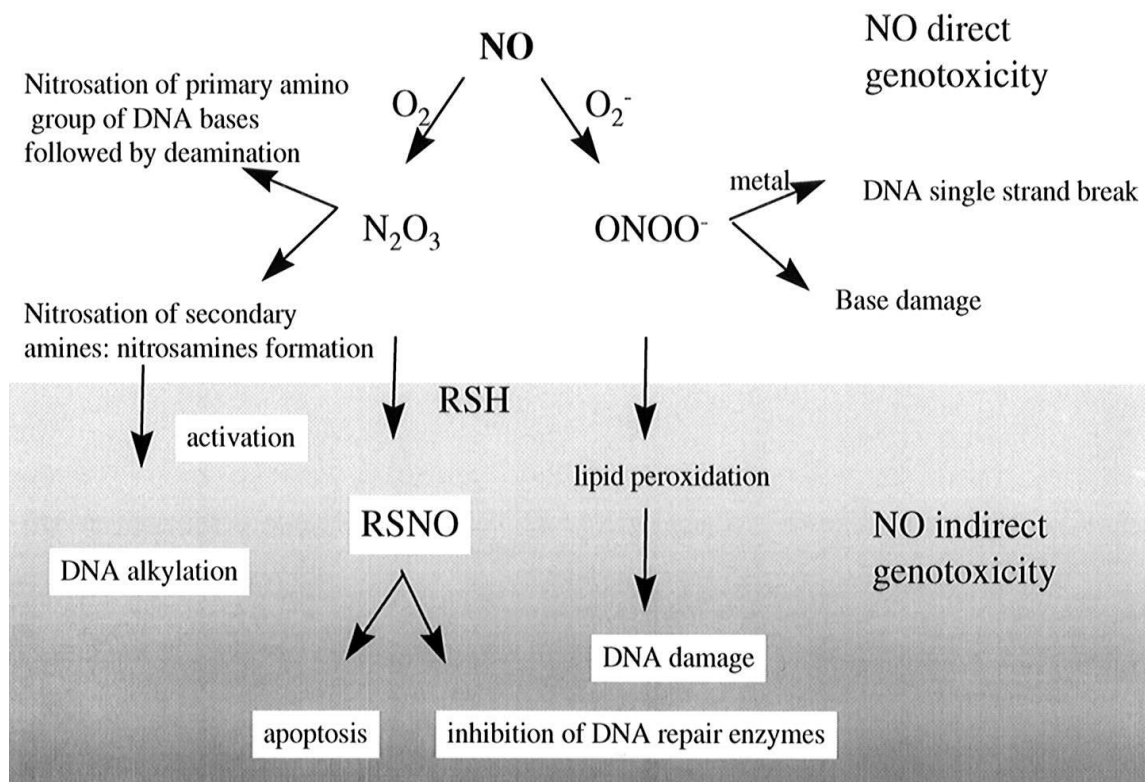 NO
NO direct
genotoxicity
Nitrosation of primary amino
group of DNA bases
followed by deamination
O₂
O₂⁻
metal
DNA single strand break
N₂O₃
ONOO⁻
Base damage
Nitrosation of secondary
amines: nitrosamines formation
RSH
activation
lipid peroxidation
RSNO
NO indirect
genotoxicity
DNA alkylation
DNA damage
apoptosis
inhibition of DNA repair enzymes